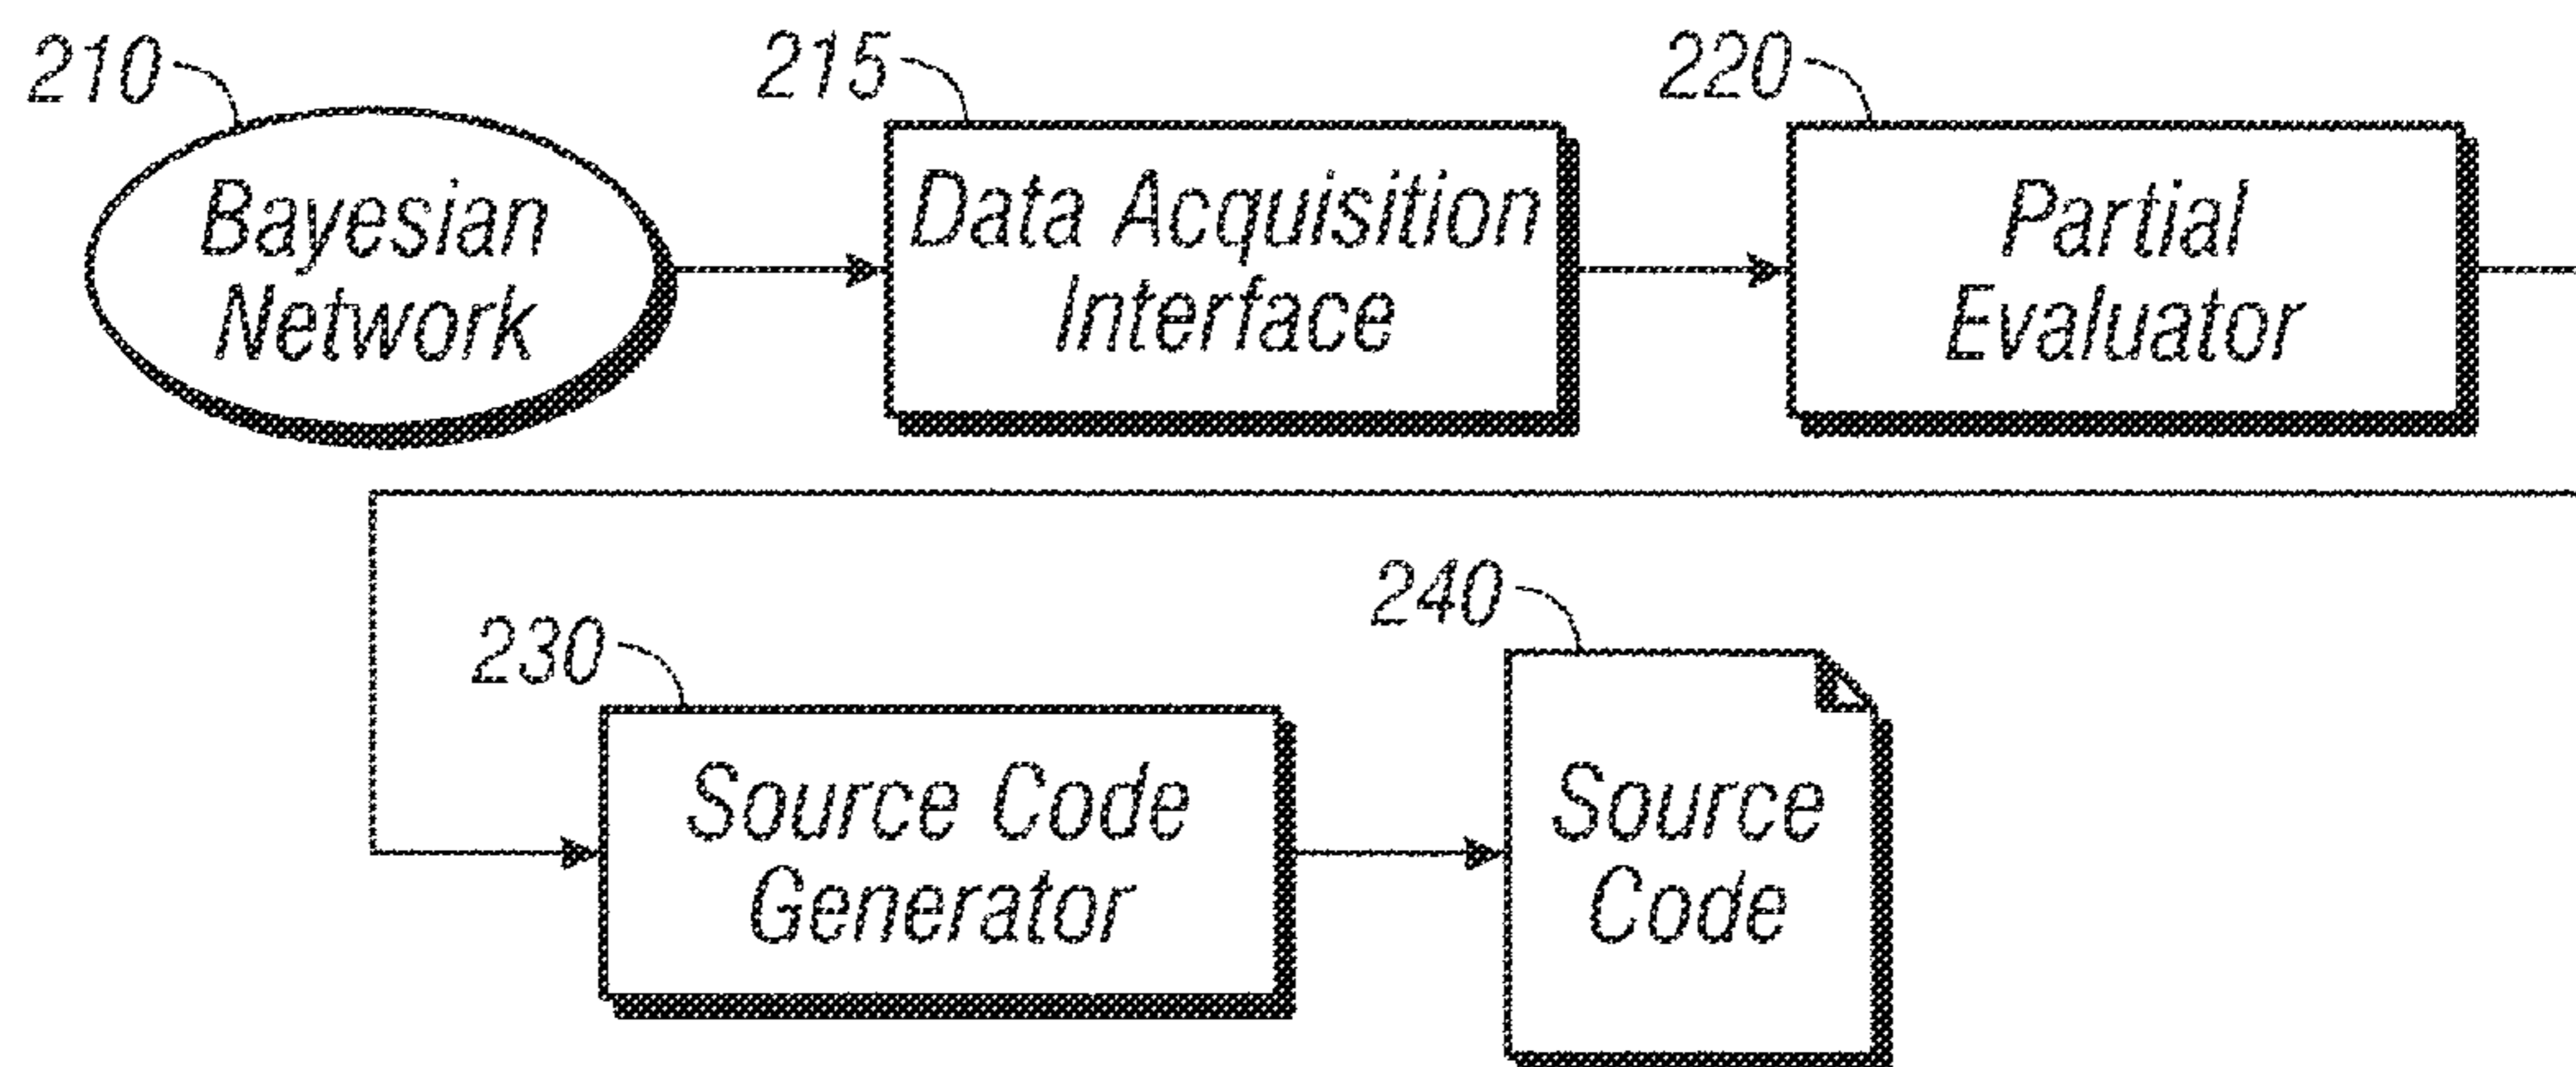 210
Bayesian
Network
215
Data Acquisition
Interface
220
Partial
Evaluator
230
Source Code
Generator
240
Source
Code